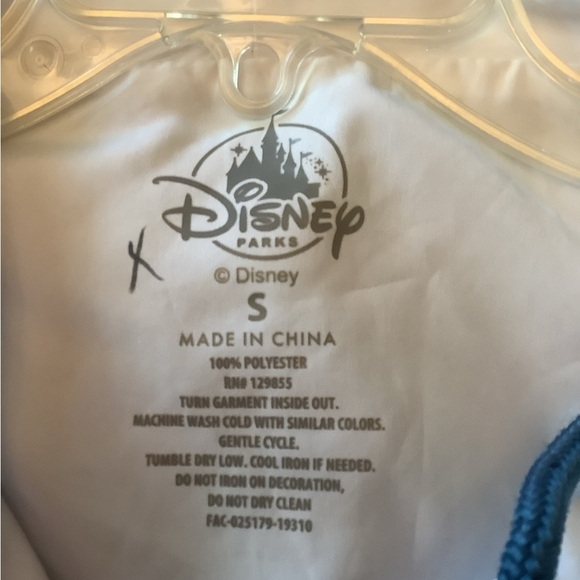 DISNEY
PARKS
X
© Disney
S
MADE IN CHINA
100% POLYESTER
RN# 129855
TURN GARMENT INSIDE OUT.
MACHINE WASH COLD WITH SIMILAR COLORS.
GENTLE CYCLE.
TUMBLE DRY LOW. COOL IRON IF NEEDED.
DO NOT IRON ON DECORATION,
DO NOT DRY CLEAN
FAC-025179-19310